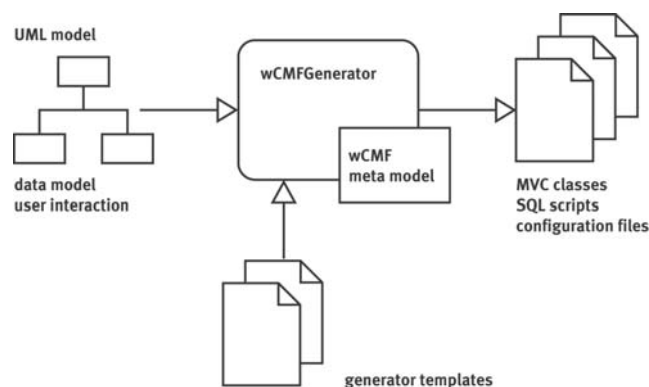 UML model
data model
user interaction
wCMFGenerator
wCMF
meta model
MVC classes
SQL scripts
configuration files
generator templates